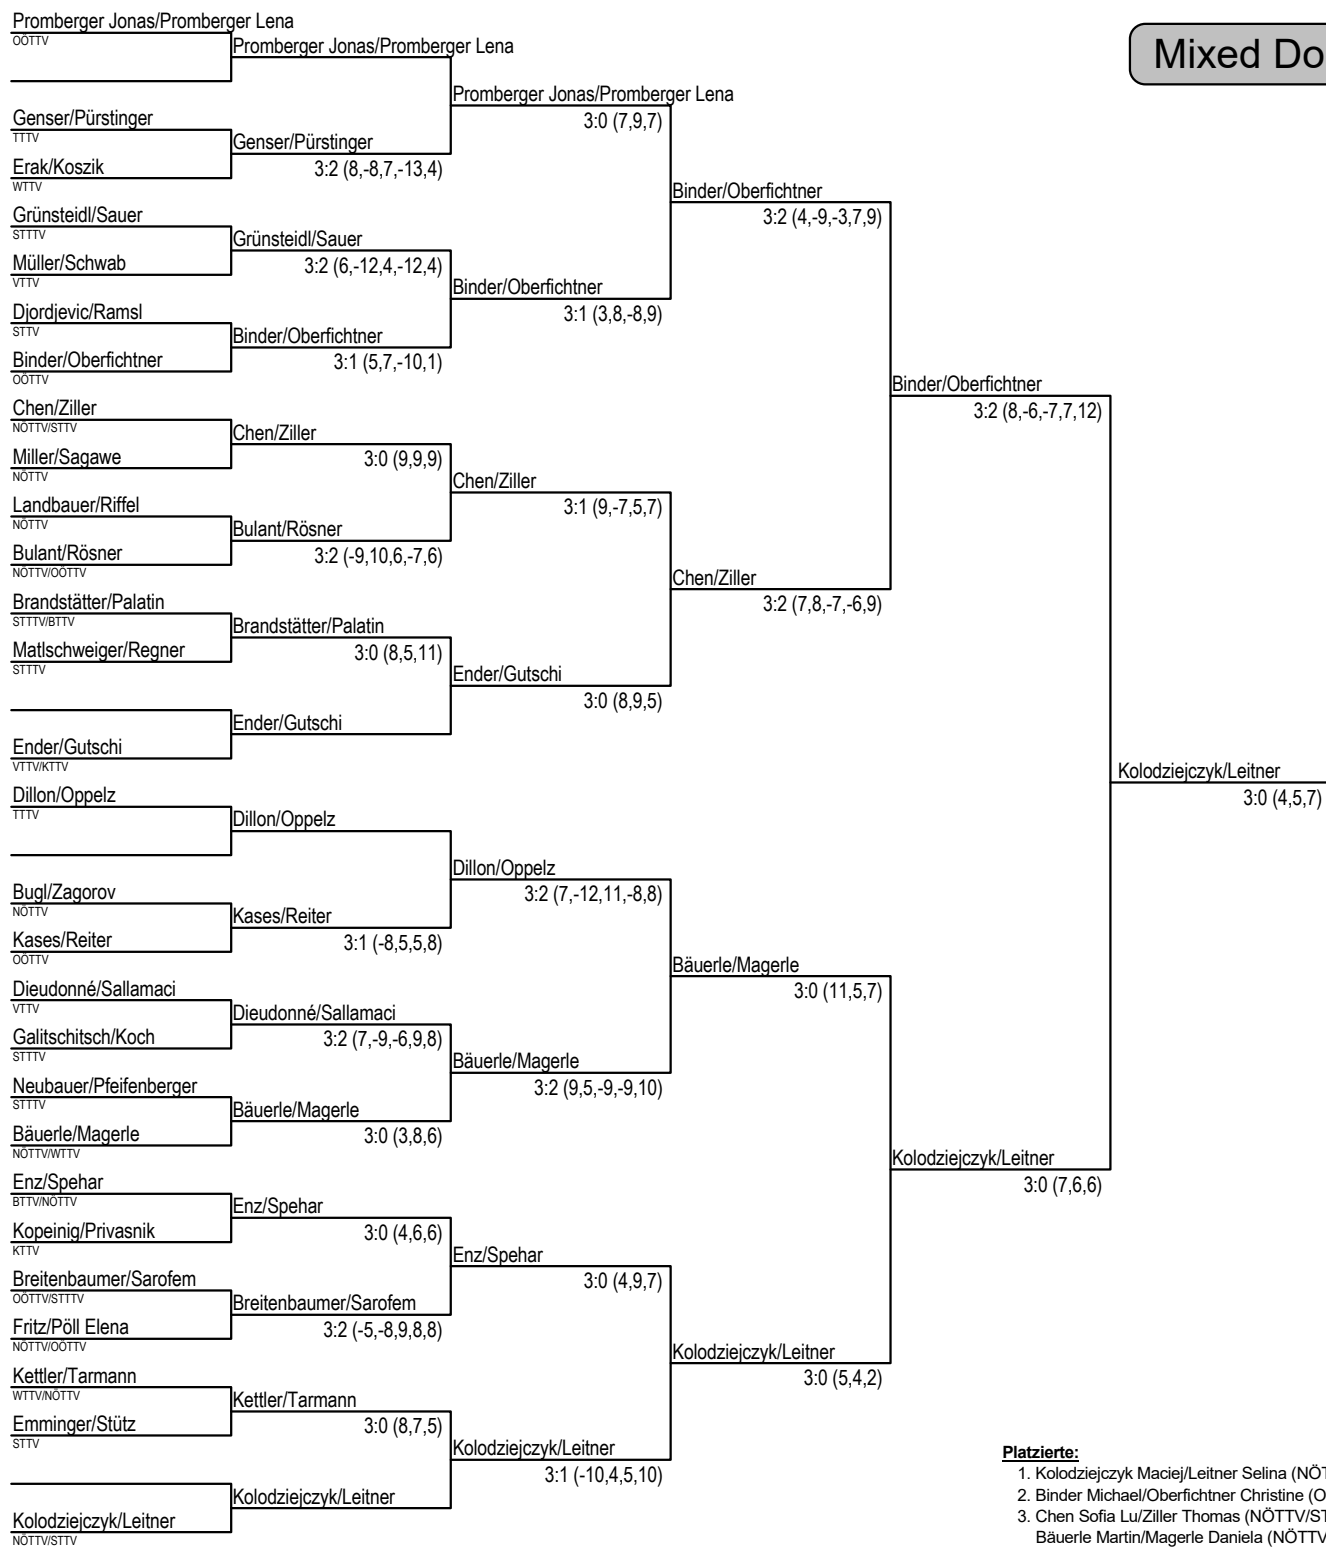 Mixed Do
Promberger Jonas/Promberger Lena
OÖTTV
Genser/Pürstinger
TTTV
Erak/Koszik
WTTV
Grünsteidl/Sauer
STTTV
Müller/Schwab
VTTV
Djordjevic/Ramsl
STTV
Binder/Oberfichtner
OÖTTV
Chen/Ziller
NÖTTV/STTV
Miller/Sagawe
NÖTTV
Landbauer/Riffel
NÖTTV
Bulant/Rösner
NÖTTV/OÖTTV
Brandstätter/Palatin
STTTV/BTTV
Matlschweiger/Regner
STTTV
Ender/Gutschi
VTTV/KTTV
Dillon/Oppelz
TTTV
Bugl/Zagorov
NÖTTV
Kases/Reiter
OÖTTV
Dieudonné/Sallamaci
VTTV
Galitschitsch/Koch
STTTV
Neubauer/Pfeifenberger
STTTV
Bäuerle/Magerle
NÖTTV/WTTV
Enz/Spehar
BTTV/NÖTTV
Kopeinig/Privasnik
KTTV
Breitenbaumer/Sarofem
OÖTTV/STTTV
Fritz/Pöll Elena
NÖTTV/OÖTTV
Kettler/Tarmann
WTTV/NÖTTV
Emminger/Stütz
STTV
Kolodziejczyk/Leitner
NÖTTV/STTV
Promberger Jonas/Promberger Lena
Genser/Pürstinger
3:2 (8,-8,7,-13,4)
Grünsteidl/Sauer
3:2 (6,-12,4,-12,4)
Binder/Oberfichtner
3:1 (5,7,-10,1)
Chen/Ziller
3:0 (9,9,9)
Bulant/Rösner
3:2 (-9,10,6,-7,6)
Brandstätter/Palatin
3:0 (8,5,11)
Ender/Gutschi
Dillon/Oppelz
Kases/Reiter
3:1 (-8,5,5,8)
Dieudonné/Sallamaci
3:2 (7,-9,-6,9,8)
Bäuerle/Magerle
3:0 (3,8,6)
Enz/Spehar
3:0 (4,6,6)
Breitenbaumer/Sarofem
3:2 (-5,-8,9,8,8)
Kettler/Tarmann
3:0 (8,7,5)
Kolodziejczyk/Leitner
Promberger Jonas/Promberger Lena
3:0 (7,9,7)
Binder/Oberfichtner
3:1 (3,8,-8,9)
Chen/Ziller
3:1 (9,-7,5,7)
Ender/Gutschi
3:0 (8,9,5)
Dillon/Oppelz
3:2 (7,-12,11,-8,8)
Bäuerle/Magerle
3:2 (9,5,-9,-9,10)
Enz/Spehar
3:0 (4,9,7)
Kolodziejczyk/Leitner
3:1 (-10,4,5,10)
Binder/Oberfichtner
3:2 (4,-9,-3,7,9)
Chen/Ziller
3:2 (7,8,-7,-6,9)
Bäuerle/Magerle
3:0 (11,5,7)
Kolodziejczyk/Leitner
3:0 (5,4,2)
Binder/Oberfichtner
3:2 (8,-6,-7,7,12)
Kolodziejczyk/Leitner
3:0 (7,6,6)
Kolodziejczyk/Leitner
3:0 (4,5,7)
Platzierte:
1. Kolodziejczyk Maciej/Leitner Selina (NÖT
2. Binder Michael/Oberfichtner Christine (O
3. Chen Sofia Lu/Ziller Thomas (NÖTTV/ST
Bäuerle Martin/Magerle Daniela (NÖTTV